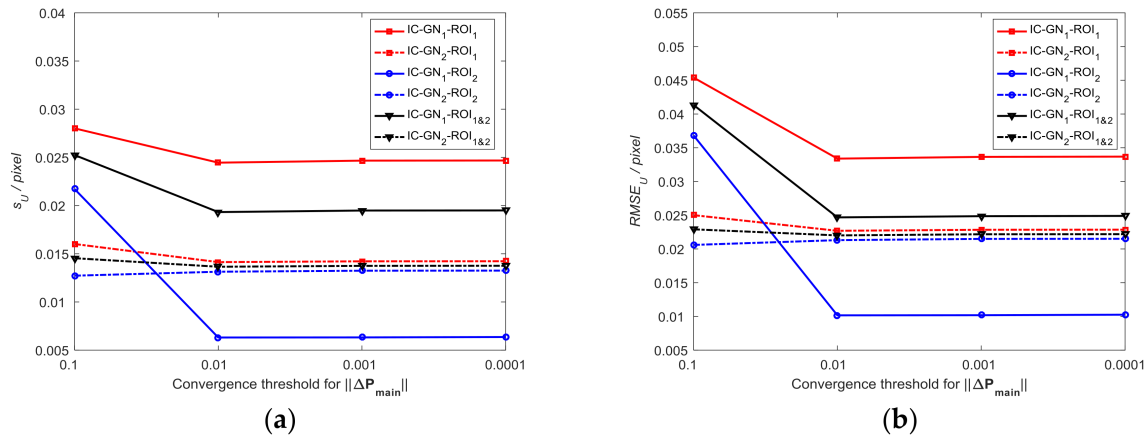 0.04
0.035
0.03
0.025
0.02
0.015
0.01
0.005
s_U / pixel
0.1
0.01
0.001
0.0001
Convergence threshold for ||ΔP_main||
IC-GN_1-ROI_1
IC-GN_2-ROI_1
IC-GN_1-ROI_2
IC-GN_2-ROI_2
IC-GN_1-ROI_1&2
IC-GN_2-ROI_1&2
(a)
0.055
0.05
0.045
0.04
0.035
0.03
0.025
0.02
0.015
0.01
0.005
RMSE_U / pixel
0.1
0.01
0.001
0.0001
Convergence threshold for ||ΔP_main||
IC-GN_1-ROI_1
IC-GN_2-ROI_1
IC-GN_1-ROI_2
IC-GN_2-ROI_2
IC-GN_1-ROI_1&2
IC-GN_2-ROI_1&2
(b)